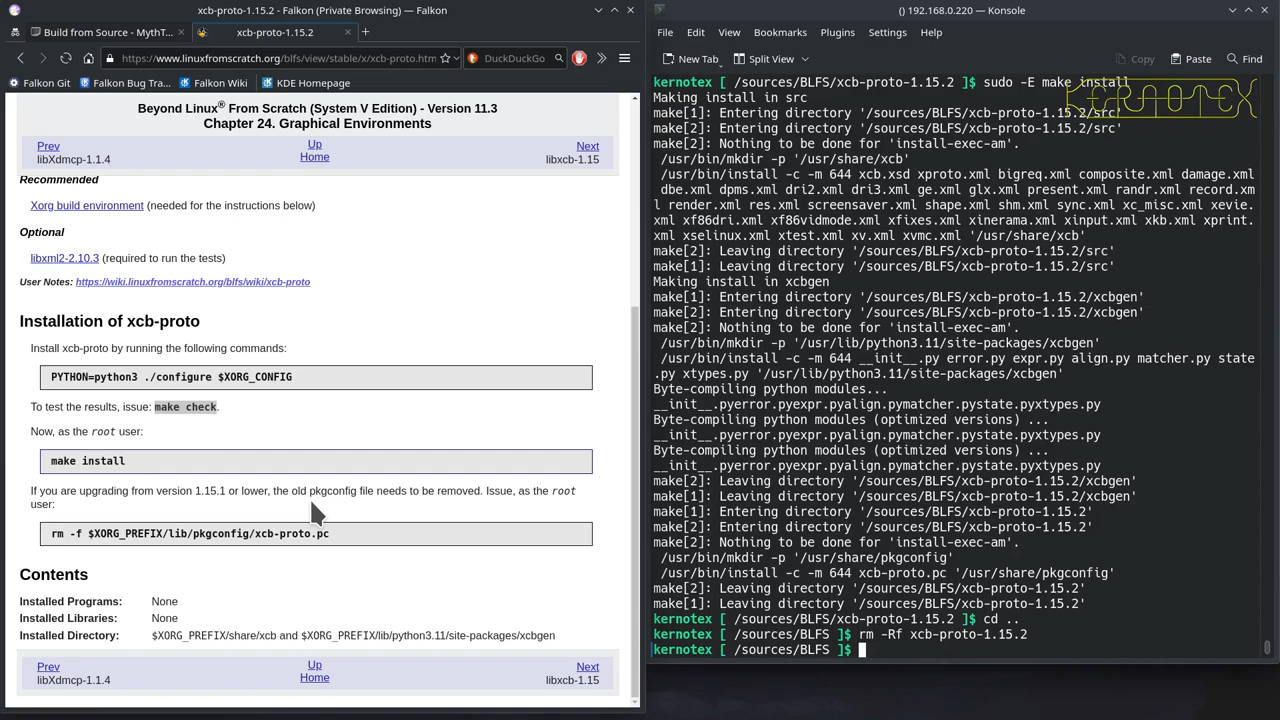 xcb-proto-1.15.2 - Falkon (Private Browsing) — Falkon
Build from Source - MythT
xcb-proto-1.15.2
https://www.linuxfromscratch.org/blfs/view/stable/x/xcb-proto.htm
DuckDuckGo
Falkon Git
Falkon Bug Tra...
Falkon Wiki
KDE Homepage
Beyond Linux® From Scratch (System V Edition) - Version 11.3
Chapter 24. Graphical Environments
Prev
Up
Next
libXdmcp-1.1.4
Home
libxcb-1.15
Recommended
Xorg build environment (needed for the instructions below)
Optional
libxml2-2.10.3 (required to run the tests)
User Notes: https://wiki.linuxfromscratch.org/blfs/wiki/xcb-proto
Installation of xcb-proto
Install xcb-proto by running the following commands:
PYTHON=python3 ./configure $XORG_CONFIG
To test the results, issue: make check.
Now, as the root user:
make install
If you are upgrading from version 1.15.1 or lower, the old pkgconfig file needs to be removed. Issue, as the root
user:
rm -f $XORG_PREFIX/lib/pkgconfig/xcb-proto.pc
Contents
Installed Programs: None
Installed Libraries: None
Installed Directory: $XORG_PREFIX/share/xcb and $XORG_PREFIX/lib/python3.11/site-packages/xcbgen
Prev
Up
Next
libXdmcp-1.1.4
Home
libxcb-1.15
() 192.168.0.220 — Konsole
File Edit View Bookmarks Plugins Settings Help
New Tab
Split View
Copy
Paste
Find
KERNOTEX
kernotex [ /sources/BLFS/xcb-proto-1.15.2 ]$ sudo -E make install
Making install in src
make[1]: Entering directory '/sources/BLFS/xcb-proto-1.15.2/src'
make[2]: Entering directory '/sources/BLFS/xcb-proto-1.15.2/src'
make[2]: Nothing to be done for 'install-exec-am'.
/usr/bin/mkdir -p '/usr/share/xcb'
/usr/bin/install -c -m 644 xcb.xsd xproto.xml bigreq.xml composite.xml damage.xml
dbe.xml dpms.xml dri2.xml dri3.xml ge.xml glx.xml present.xml randr.xml record.xm
l render.xml res.xml screensaver.xml shape.xml shm.xml sync.xml xc_misc.xml xevie.
xml xf86dri.xml xf86vidmode.xml xfixes.xml xinerama.xml xinput.xml xkb.xml xprint.
xml xselinux.xml xtest.xml xv.xml xvmc.xml '/usr/share/xcb'
make[2]: Leaving directory '/sources/BLFS/xcb-proto-1.15.2/src'
make[1]: Leaving directory '/sources/BLFS/xcb-proto-1.15.2/src'
Making install in xcbgen
make[1]: Entering directory '/sources/BLFS/xcb-proto-1.15.2/xcbgen'
make[2]: Entering directory '/sources/BLFS/xcb-proto-1.15.2/xcbgen'
make[2]: Nothing to be done for 'install-exec-am'.
/usr/bin/mkdir -p '/usr/lib/python3.11/site-packages/xcbgen'
/usr/bin/install -c -m 644 __init__.py error.py expr.py align.py matcher.py state
.py xtypes.py '/usr/lib/python3.11/site-packages/xcbgen'
Byte-compiling python modules...
__init__.pyerror.pyexpr.pyalign.pymatcher.pystate.pyxtypes.py
Byte-compiling python modules (optimized versions) ...
__init__.pyerror.pyexpr.pyalign.pymatcher.pystate.pyxtypes.py
Byte-compiling python modules (optimized versions) ...
__init__.pyerror.pyexpr.pyalign.pymatcher.pystate.pyxtypes.py
make[2]: Leaving directory '/sources/BLFS/xcb-proto-1.15.2/xcbgen'
make[1]: Leaving directory '/sources/BLFS/xcb-proto-1.15.2/xcbgen'
make[1]: Entering directory '/sources/BLFS/xcb-proto-1.15.2'
make[2]: Entering directory '/sources/BLFS/xcb-proto-1.15.2'
make[2]: Nothing to be done for 'install-exec-am'.
/usr/bin/mkdir -p '/usr/share/pkgconfig'
/usr/bin/install -c -m 644 xcb-proto.pc '/usr/share/pkgconfig'
make[2]: Leaving directory '/sources/BLFS/xcb-proto-1.15.2'
make[1]: Leaving directory '/sources/BLFS/xcb-proto-1.15.2'
kernotex [ /sources/BLFS/xcb-proto-1.15.2 ]$ cd ..
kernotex [ /sources/BLFS ]$ rm -Rf xcb-proto-1.15.2
kernotex [ /sources/BLFS ]$